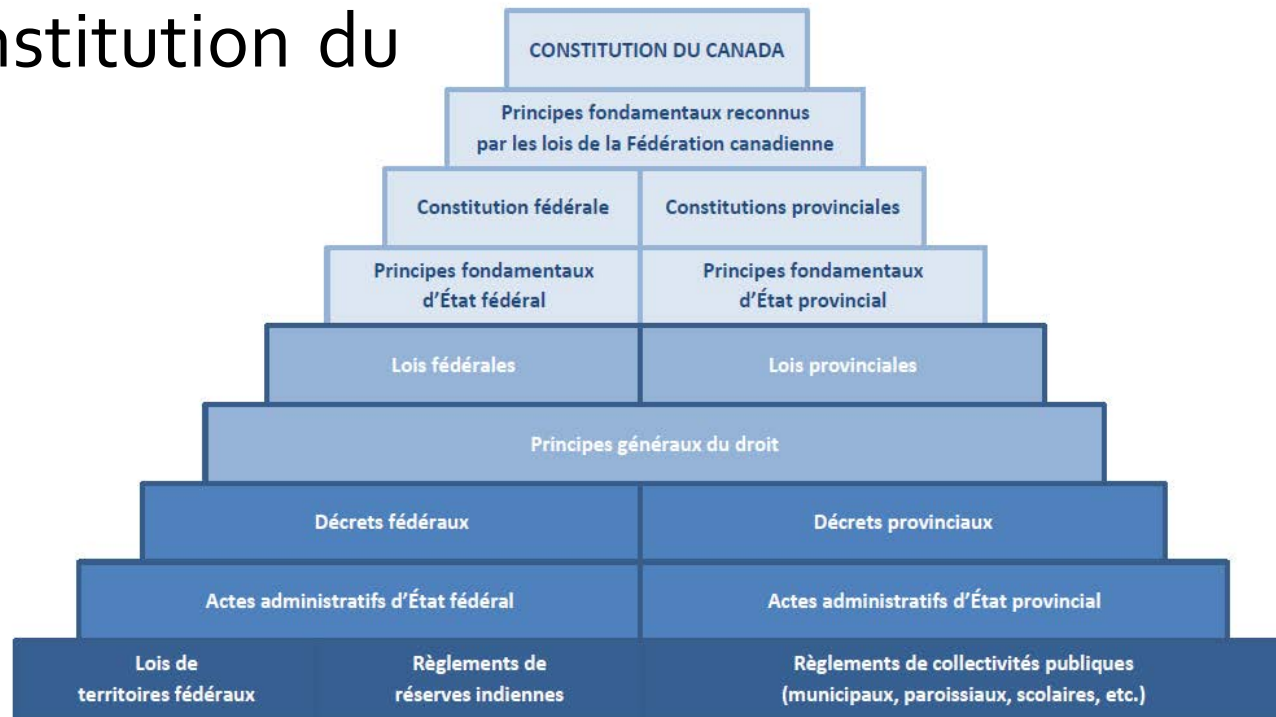 nstitution du
CONSTITUTION DU CANADA
Principes fondamentaux reconnus
par les lois de la Fédération canadienne
Constitution fédérale
Constitutions provinciales
Principes fondamentaux
d'État fédéral
Principes fondamentaux
d'État provincial
Lois fédérales
Lois provinciales
Principes généraux du droit
Décrets fédéraux
Décrets provinciaux
Actes administratifs d'État fédéral
Actes administratifs d'État provincial
Lois de
territoires fédéraux
Règlements de
réserves indiennes
Règlements de collectivités publiques
(municipaux, paroissiaux, scolaires, etc.)